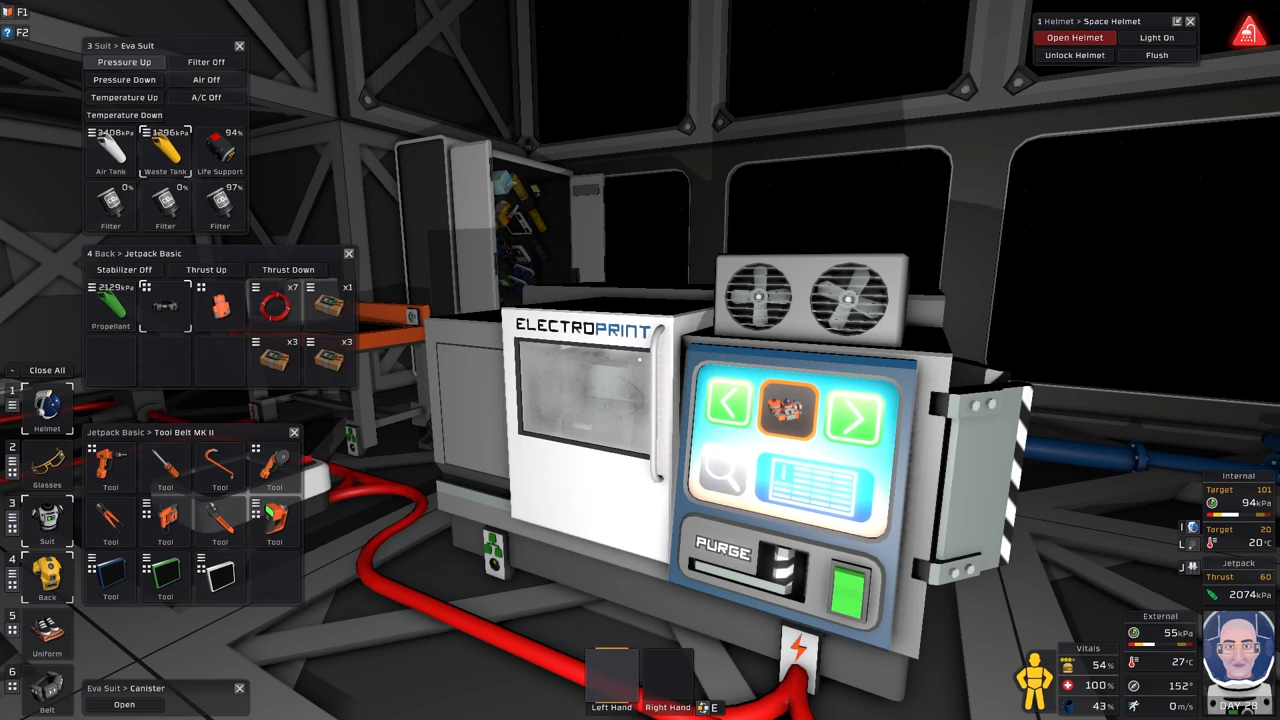 F1
F2
3 Suit > Eva Suit
Pressure Up
Filter Off
Pressure Down
Air Off
Temperature Up
A/C Off
Temperature Down
3408kPa
1296kPa
94%
Air Tank
Waste Tank
Life Support
0%
0%
97%
Filter
Filter
Filter
4 Back > Jetpack Basic
Stabilizer Off
Thrust Up
Thrust Down
2129kPa
x7
x1
Propellant
x3
x3
Close All
1
Helmet
2
Glasses
3
Suit
4
Back
5
Uniform
6
Belt
Jetpack Basic > Tool Belt MK II
Tool
Tool
Tool
Tool
Tool
Tool
Tool
Tool
Tool
Tool
Tool
Eva Suit > Canister
Open
ELECTROPRINT
PURGE
Left Hand
Right Hand
E
1 Helmet > Space Helmet
Open Helmet
Light On
Unlock Helmet
Flush
Internal
Target 101
94kPa
Target 20
20°C
Jetpack
Thrust 60
2074kPa
External
55kPa
27°C
152°
0m/s
Vitals
54%
100%
43%
DAY 28